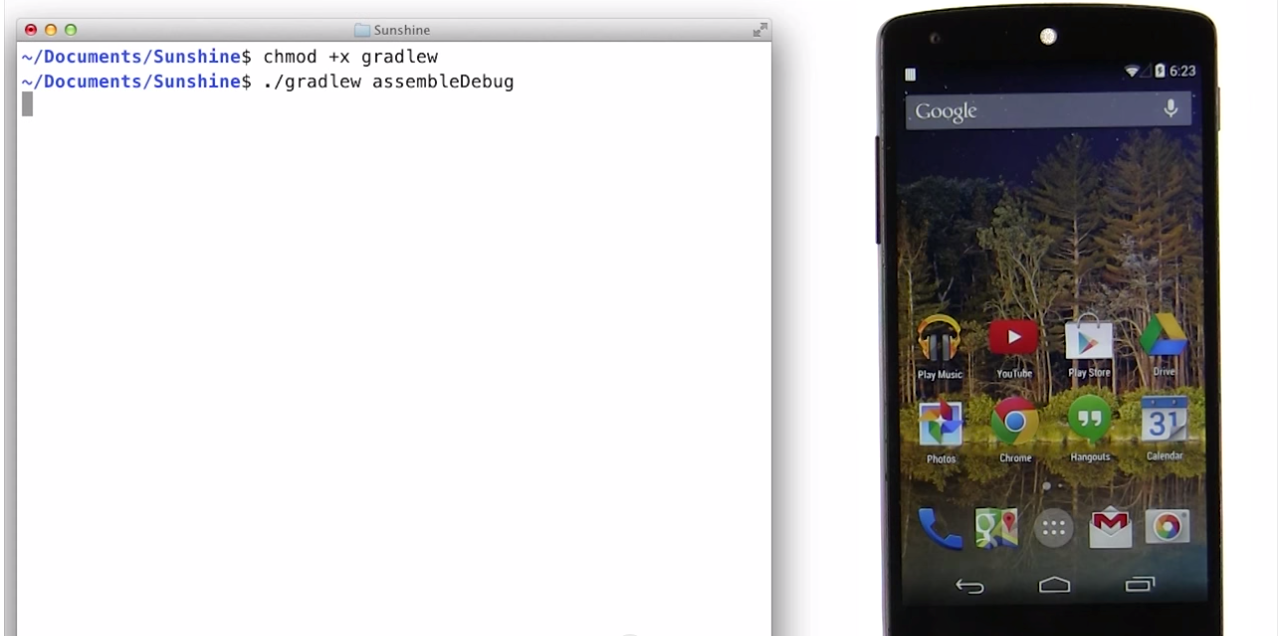 Sunshine
~/Documents/Sunshine$ chmod +x gradlew
~/Documents/Sunshine$ ./gradlew assembleDebug
6:23
Google
Play Music YouTube Play Store Drive
31
Photos Chrome Hangouts Calendar